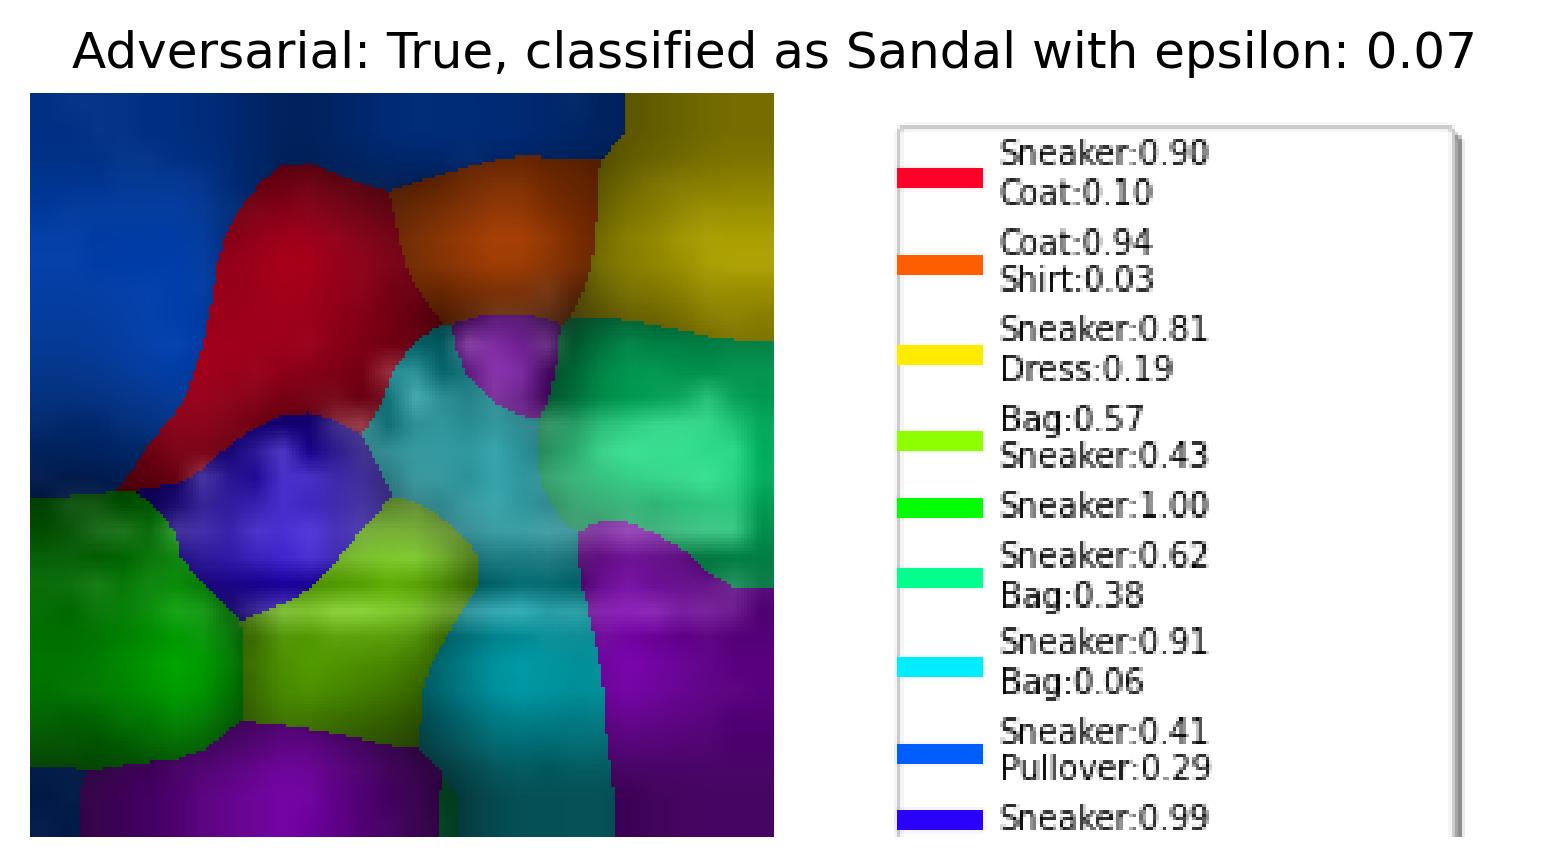 Adversarial: True, classified as Sandal with epsilon: 0.07
Sneaker:0.90
Coat:0.10
Coat:0.94
Shirt:0.03
Sneaker:0.81
Dress:0.19
Bag:0.57
Sneaker:0.43
Sneaker:1.00
Sneaker:0.62
Bag:0.38
Sneaker:0.91
Bag:0.06
Sneaker:0.41
Pullover:0.29
Sneaker:0.99